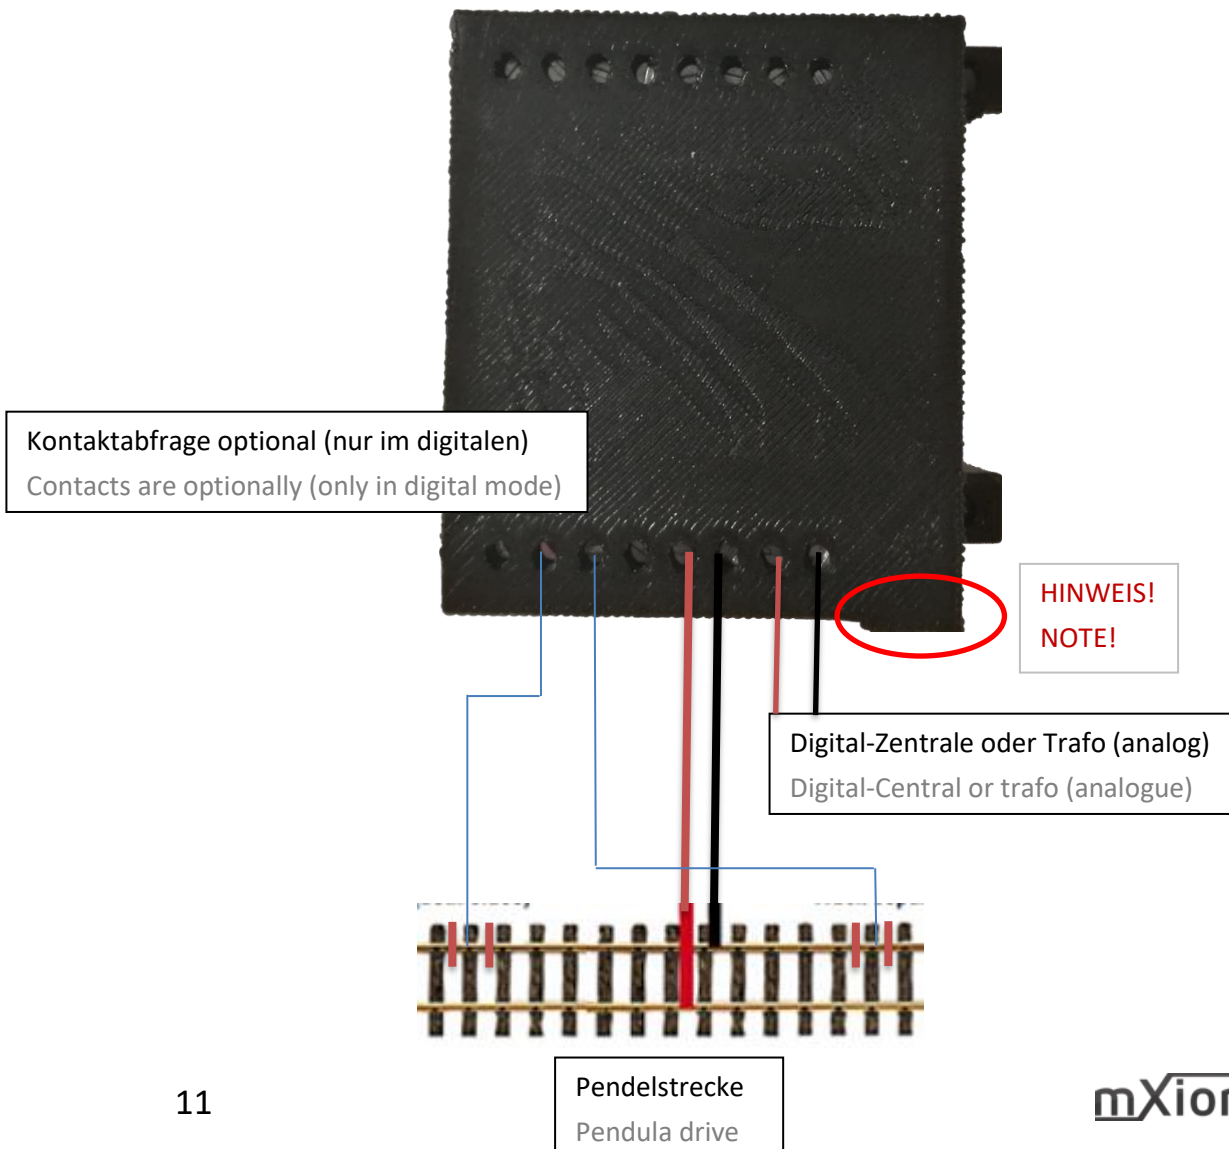 Kontaktabfrage optional (nur im digitalen)
Contacts are optionally (only in digital mode)
HINWEIS!
NOTE!
Digital-Zentrale oder Trafo (analog)
Digital-Central or trafo (analogue)
Pendelstrecke
Pendula drive
11
mXion